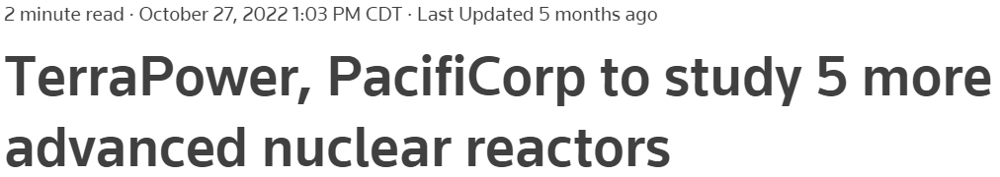 2 minute read · October 27, 2022 1:03 PM CDT · Last Updated 5 months ago
TerraPower, PacifiCorp to study 5 more
advanced nuclear reactors